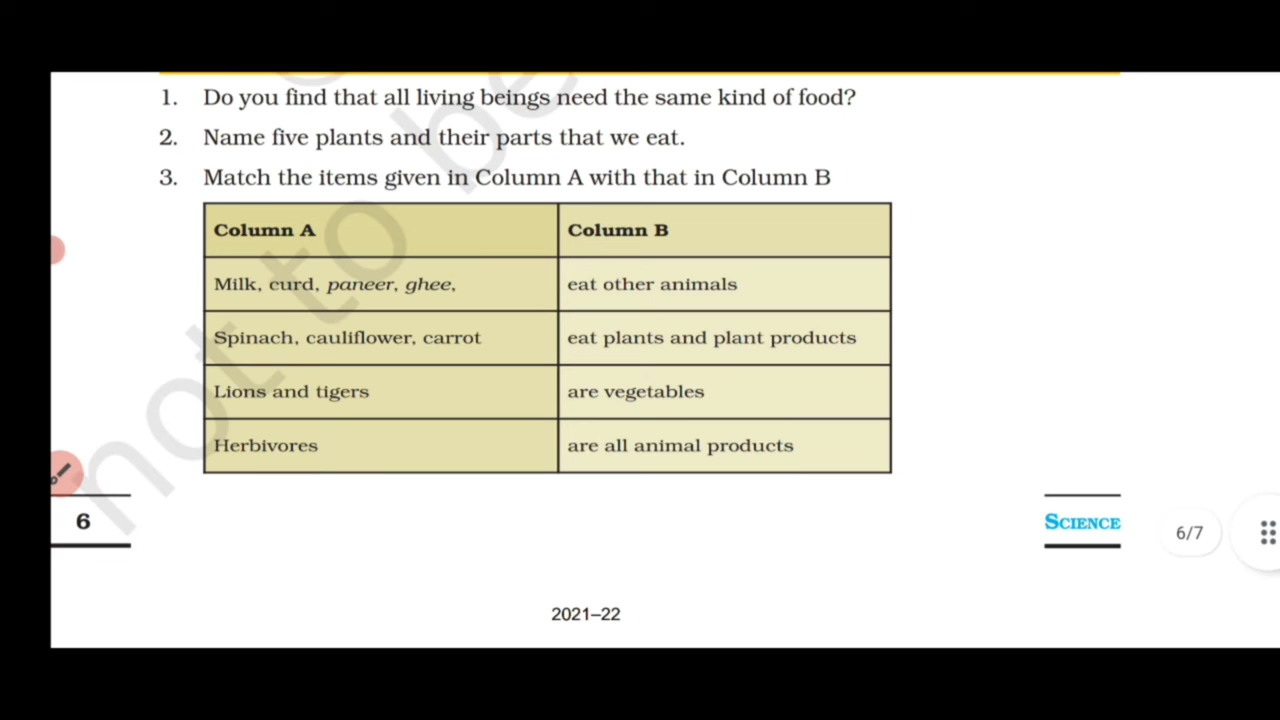 1. Do you find that all living beings need the same kind of food?
2. Name five plants and their parts that we eat.
3. Match the items given in Column A with that in Column B
Column A Column B
Milk, curd, paneer, ghee, eat other animals
Spinach, cauliflower, carrot eat plants and plant products
Lions and tigers are vegetables
Herbivores are all animal products
not to be
6
SCIENCE
6/7
2021–22